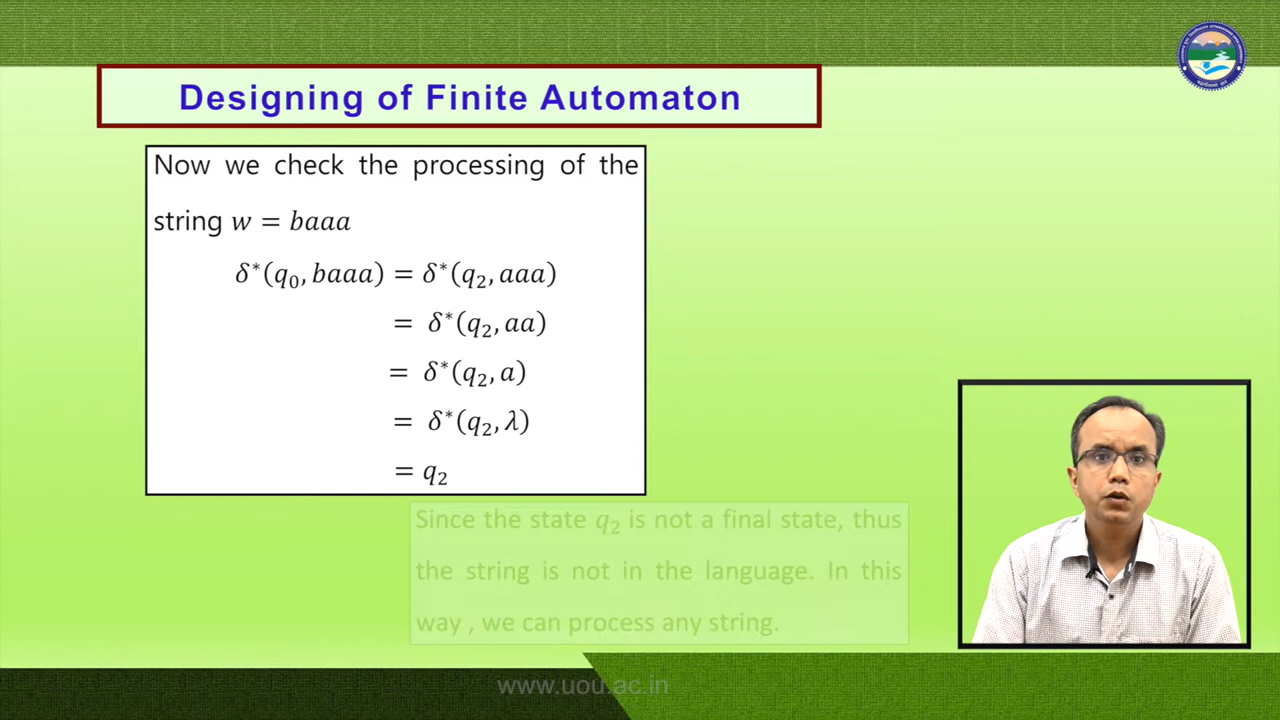 Designing of Finite Automaton
Now we check the processing of the
string w = baaa
δ*(q₀, baaa) = δ*(q₂, aaa)
= δ*(q₂, aa)
= δ*(q₂, a)
= δ*(q₂, λ)
= q₂
Since the state q₂ is not a final state, thus
the string is not in the language. In this
way , we can process any string.
www.uou.ac.in